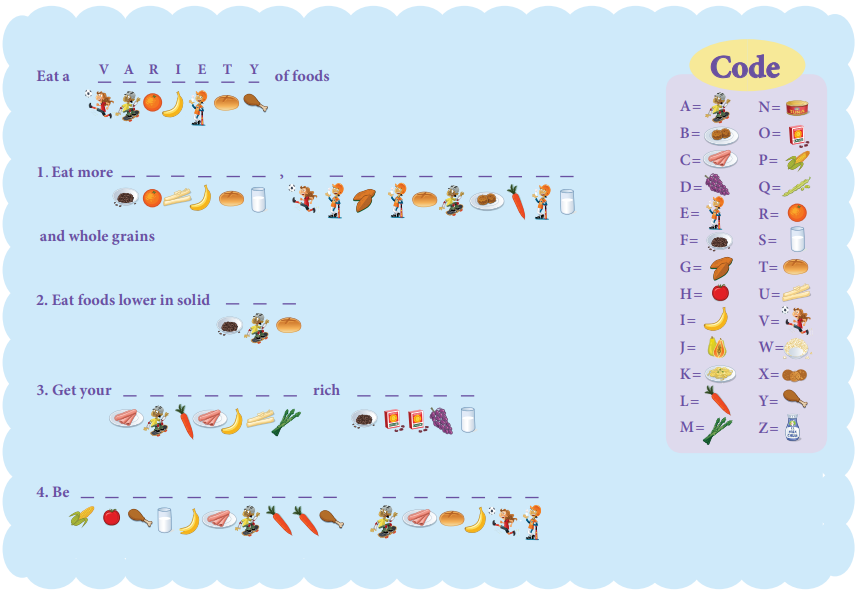 V A R I E T Y
Eat a _ _ _ _ _ _ _ of foods
1. Eat more _ _ _ _ _ _ , _ _ _ _ _ _ _ _ _ _
and whole grains
2. Eat foods lower in solid _ _ _
3. Get your _ _ _ _ _ _ _ rich _ _ _ _ _
4. Be _ _ _ _ _ _ _ _ _ _ _ _ _ _ _ _
Code
A= N=
B= O=
C= P=
D= Q=
E= R=
F= S=
G= T=
H= U=
I= V=
J= W=
K= X=
L= Y=
M= Z=